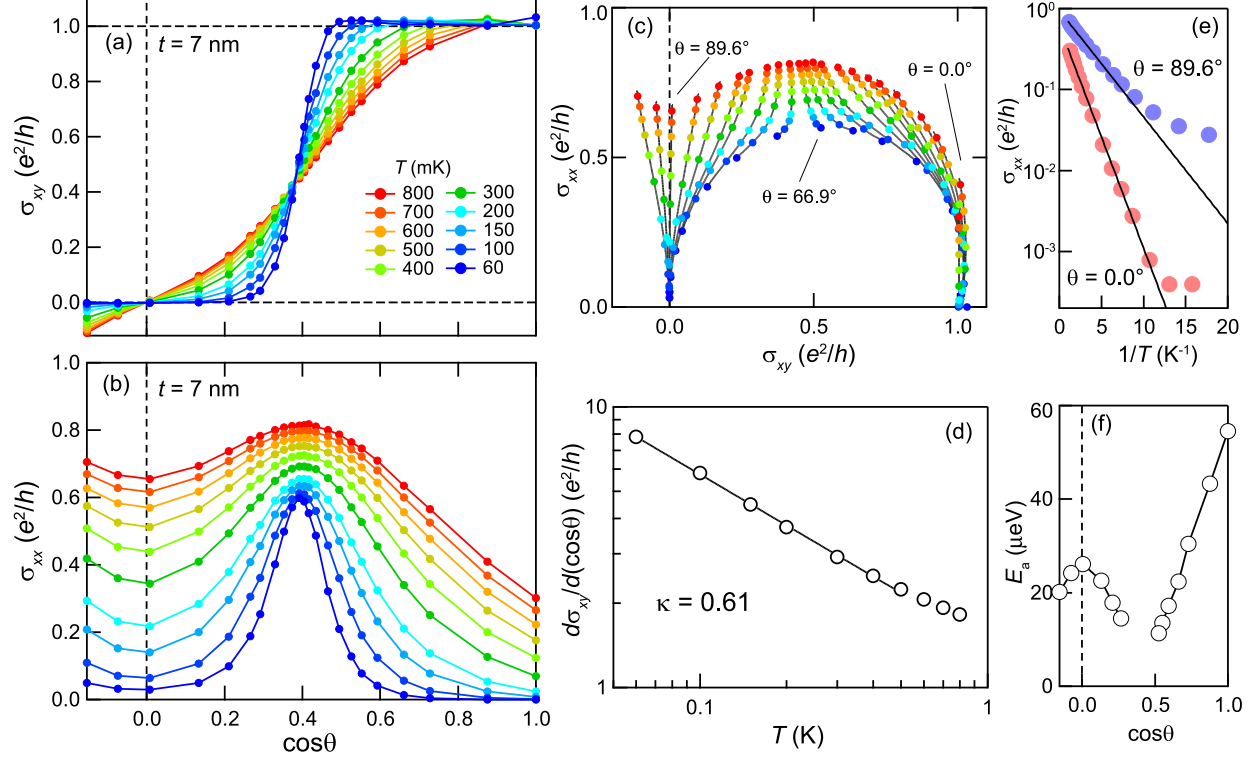 (a)
t = 7 nm
1.0
0.8
0.6
0.4
0.2
0.0
σxy (e²/h)
T (mK)
800 300
700 200
600 150
500 100
400 60
(b)
t = 7 nm
1.0
0.8
0.6
0.4
0.2
0.0
σxx (e²/h)
0.0 0.2 0.4 0.6 0.8 1.0
cosθ
(c)
θ = 89.6°
θ = 0.0°
θ = 66.9°
0.5
0.0
σxx (e²/h)
0.0 0.5 1.0
σxy (e²/h)
(d)
10
1
dσxy/d(cosθ) (e²/h)
κ = 0.61
0.1 1
T (K)
(e)
10⁰
10⁻¹
10⁻²
10⁻³
σxx (e²/h)
θ = 89.6°
θ = 0.0°
0 5 10 15 20
1/T (K⁻¹)
(f)
60
40
20
0
Eₐ (μeV)
0.0 0.5 1.0
cosθ